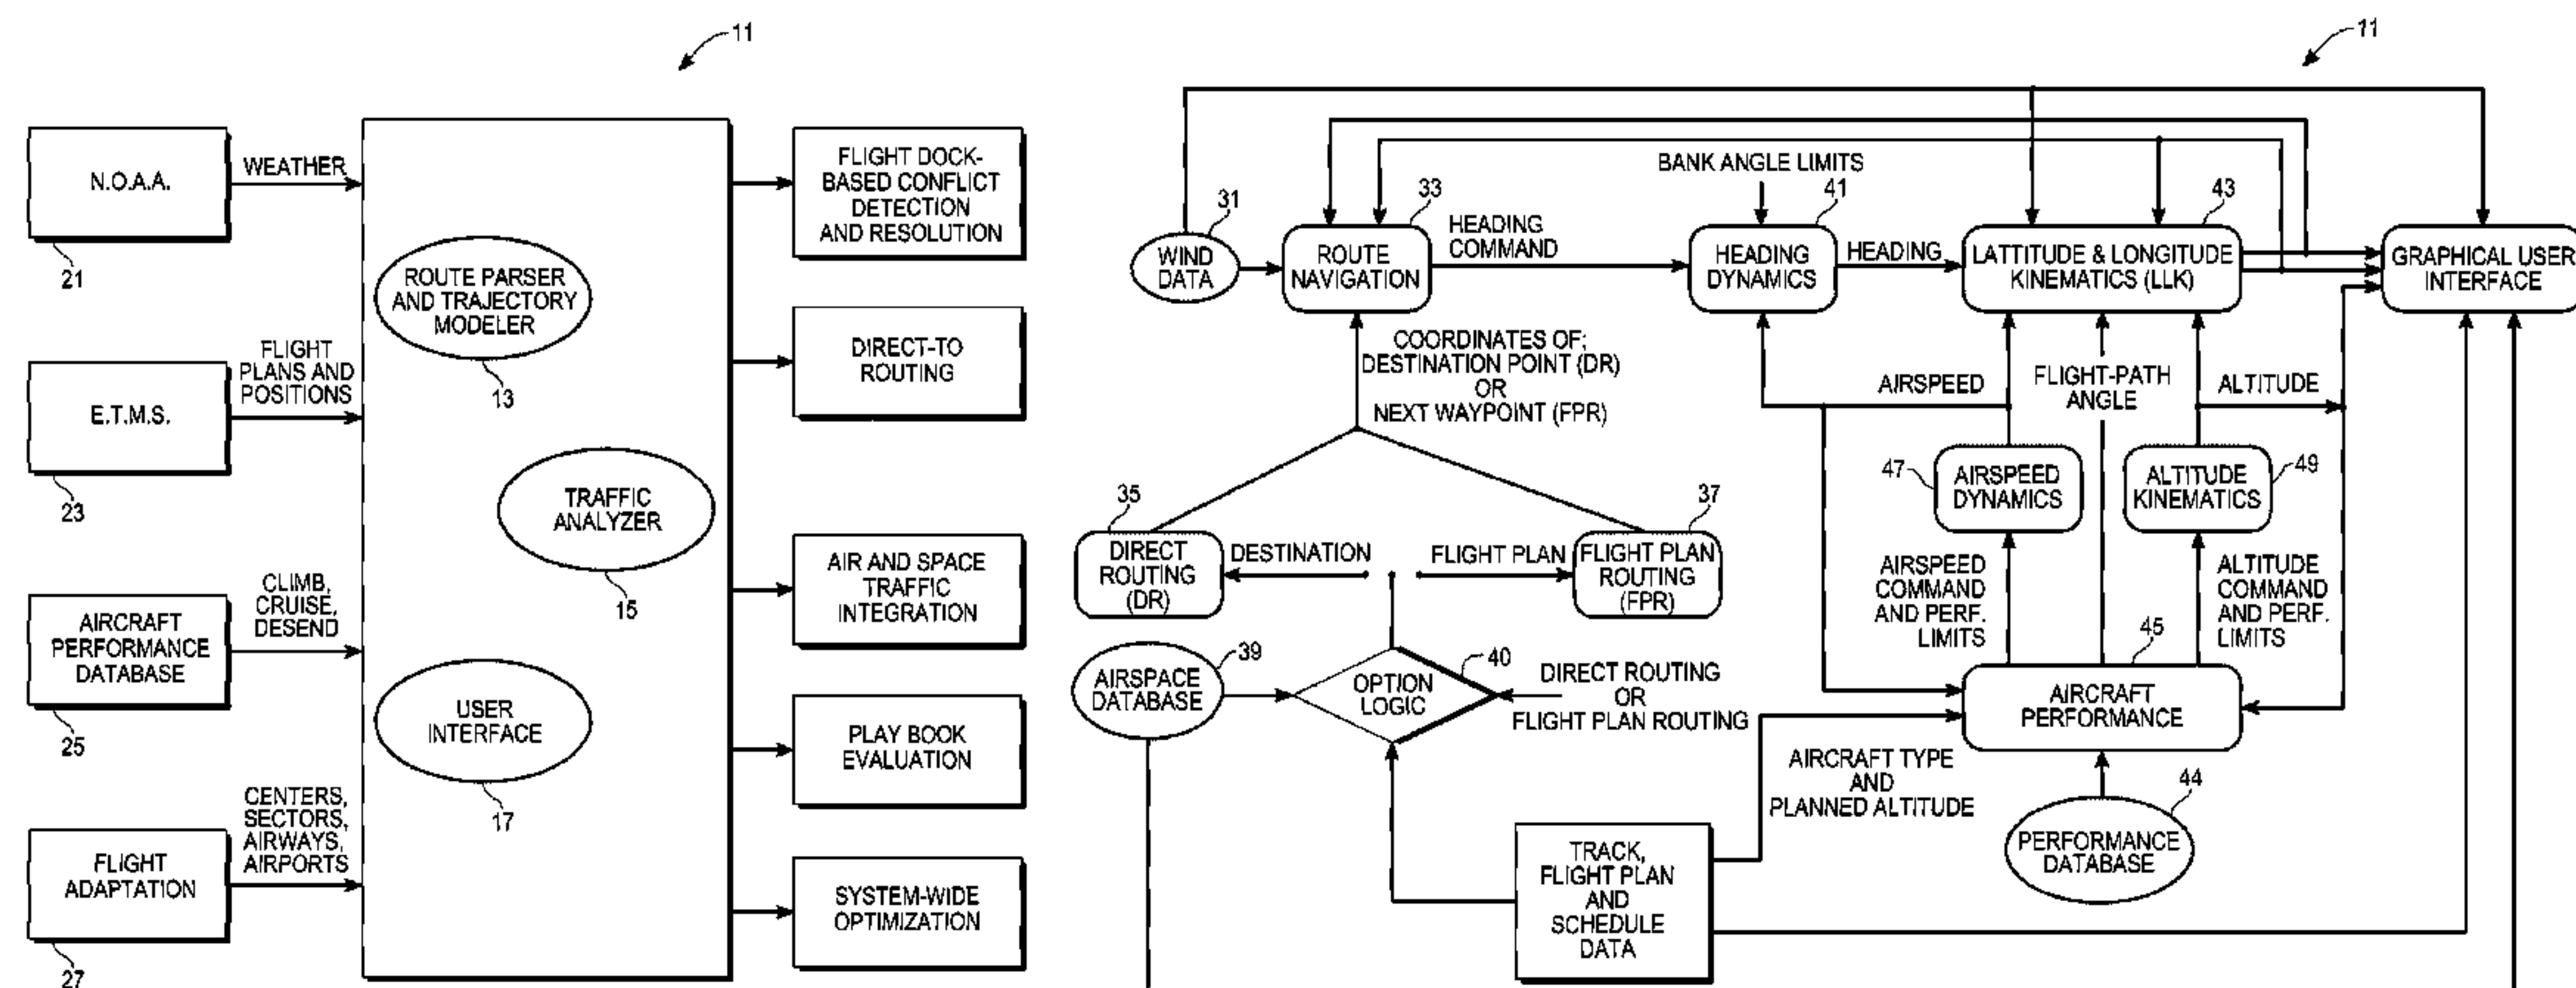 11
N.O.A.A.
21
WEATHER
E.T.M.S.
23
FLIGHT
PLANS AND
POSITIONS
AIRCRAFT
PERFORMANCE
DATABASE
25
CLIMB,
CRUISE,
DESEND
FLIGHT
ADAPTATION
27
CENTERS,
SECTORS,
AIRWAYS,
AIRPORTS
ROUTE PARSER
AND TRAJECTORY
MODELER
13
TRAFFIC
ANALYZER
15
USER
INTERFACE
17
FLIGHT DOCK-
BASED CONFLICT
DETECTION
AND RESOLUTION
DIRECT-TO
ROUTING
AIR AND SPACE
TRAFFIC
INTEGRATION
PLAY BOOK
EVALUATION
SYSTEM-WIDE
OPTIMIZATION
11
31
WIND
DATA
33
ROUTE
NAVIGATION
HEADING
COMMAND
BANK ANGLE LIMITS
41
HEADING
DYNAMICS
HEADING
43
LATTITUDE & LONGITUDE
KINEMATICS (LLK)
GRAPHICAL USER
INTERFACE
COORDINATES OF;
DESTINATION POINT (DR)
OR
NEXT WAYPOINT (FPR)
AIRSPEED
FLIGHT-PATH
ANGLE
ALTITUDE
47
AIRSPEED
DYNAMICS
ALTITUDE
KINEMATICS
49
35
DIRECT
ROUTING
(DR)
DESTINATION
FLIGHT PLAN
37
FLIGHT PLAN
ROUTING
(FPR)
AIRSPEED
COMMAND
AND PERF.
LIMITS
ALTITUDE
COMMAND
AND PERF.
LIMITS
39
AIRSPACE
DATABASE
40
OPTION
LOGIC
DIRECT ROUTING
OR
FLIGHT PLAN ROUTING
45
AIRCRAFT
PERFORMANCE
AIRCRAFT TYPE
AND
PLANNED ALTITUDE
44
PERFORMANCE
DATABASE
TRACK,
FLIGHT PLAN
AND
SCHEDULE
DATA